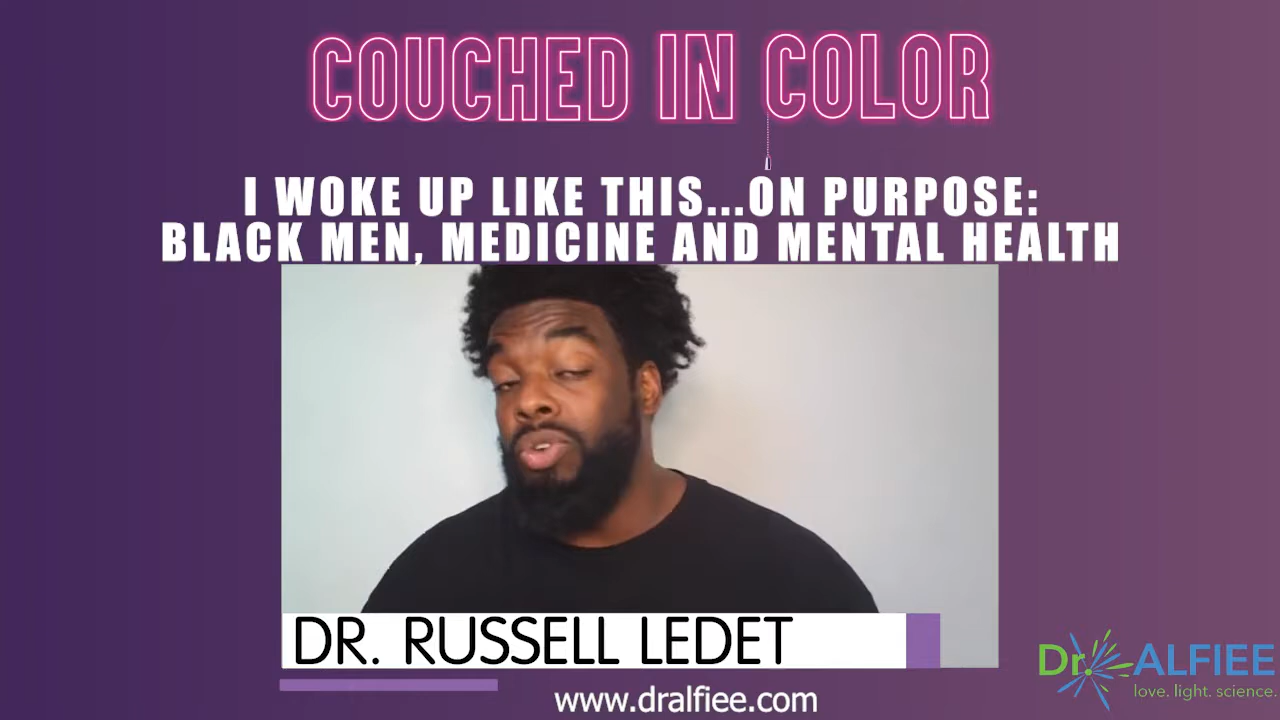 COUCHED IN COLOR
I WOKE UP LIKE THIS...ON PURPOSE:
BLACK MEN, MEDICINE AND MENTAL HEALTH
DR. RUSSELL LEDET
www.dralfiee.com
Dr. ALFIEE
love. light. science.